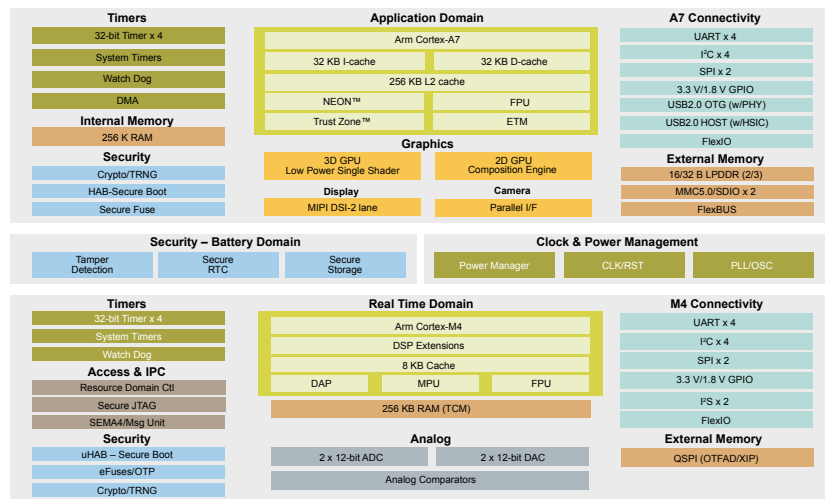 Timers
32-bit Timer x 4
System Timers
Watch Dog
DMA
Internal Memory
256 K RAM
Security
Crypto/TRNG
HAB-Secure Boot
Secure Fuse
Application Domain
Arm Cortex-A7
32 KB I-cache
32 KB D-cache
256 KB L2 cache
NEON™
FPU
Trust Zone™
ETM
Graphics
3D GPU
Low Power Single Shader
2D GPU
Composition Engine
Display
Camera
MIPI DSI-2 lane
Parallel I/F
A7 Connectivity
UART x 4
I²C x 4
SPI x 2
3.3 V/1.8 V GPIO
USB2.0 OTG (w/PHY)
USB2.0 HOST (w/HSIC)
FlexIO
External Memory
16/32 B LPDDR (2/3)
MMC5.0/SDIO x 2
FlexBUS
Security – Battery Domain
Tamper
Detection
Secure
RTC
Secure
Storage
Clock & Power Management
Power Manager
CLK/RST
PLL/OSC
Timers
32-bit Timer x 4
System Timers
Watch Dog
Access & IPC
Resource Domain Ctl
Secure JTAG
SEMA4/Msg Unit
Security
uHAB – Secure Boot
eFuses/OTP
Crypto/TRNG
Real Time Domain
Arm Cortex-M4
DSP Extensions
8 KB Cache
DAP
MPU
FPU
256 KB RAM (TCM)
Analog
2 x 12-bit ADC
2 x 12-bit DAC
Analog Comparators
M4 Connectivity
UART x 4
I²C x 4
SPI x 2
3.3 V/1.8 V GPIO
I²S x 2
FlexIO
External Memory
QSPI (OTFAD/XIP)